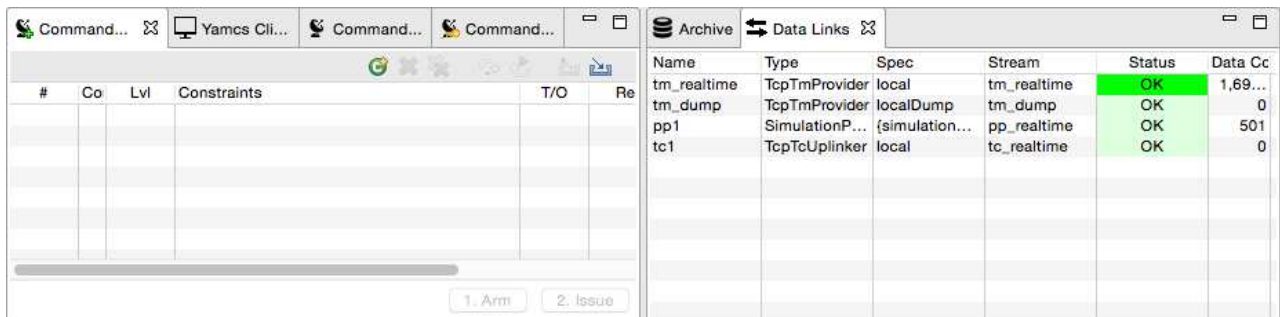 Command... Yamcs Cli... Command... Command...
# Co Lvl Constraints T/O Re
1. Arm 2. Issue
Archive Data Links
Name Type Spec Stream Status Data Cc
tm_realtime TcpTmProvider local tm_realtime OK 1,69...
tm_dump TcpTmProvider localDump tm_dump OK 0
pp1 SimulationP... {simulation... pp_realtime OK 501
tc1 TcpTcUplinker local tc_realtime OK 0